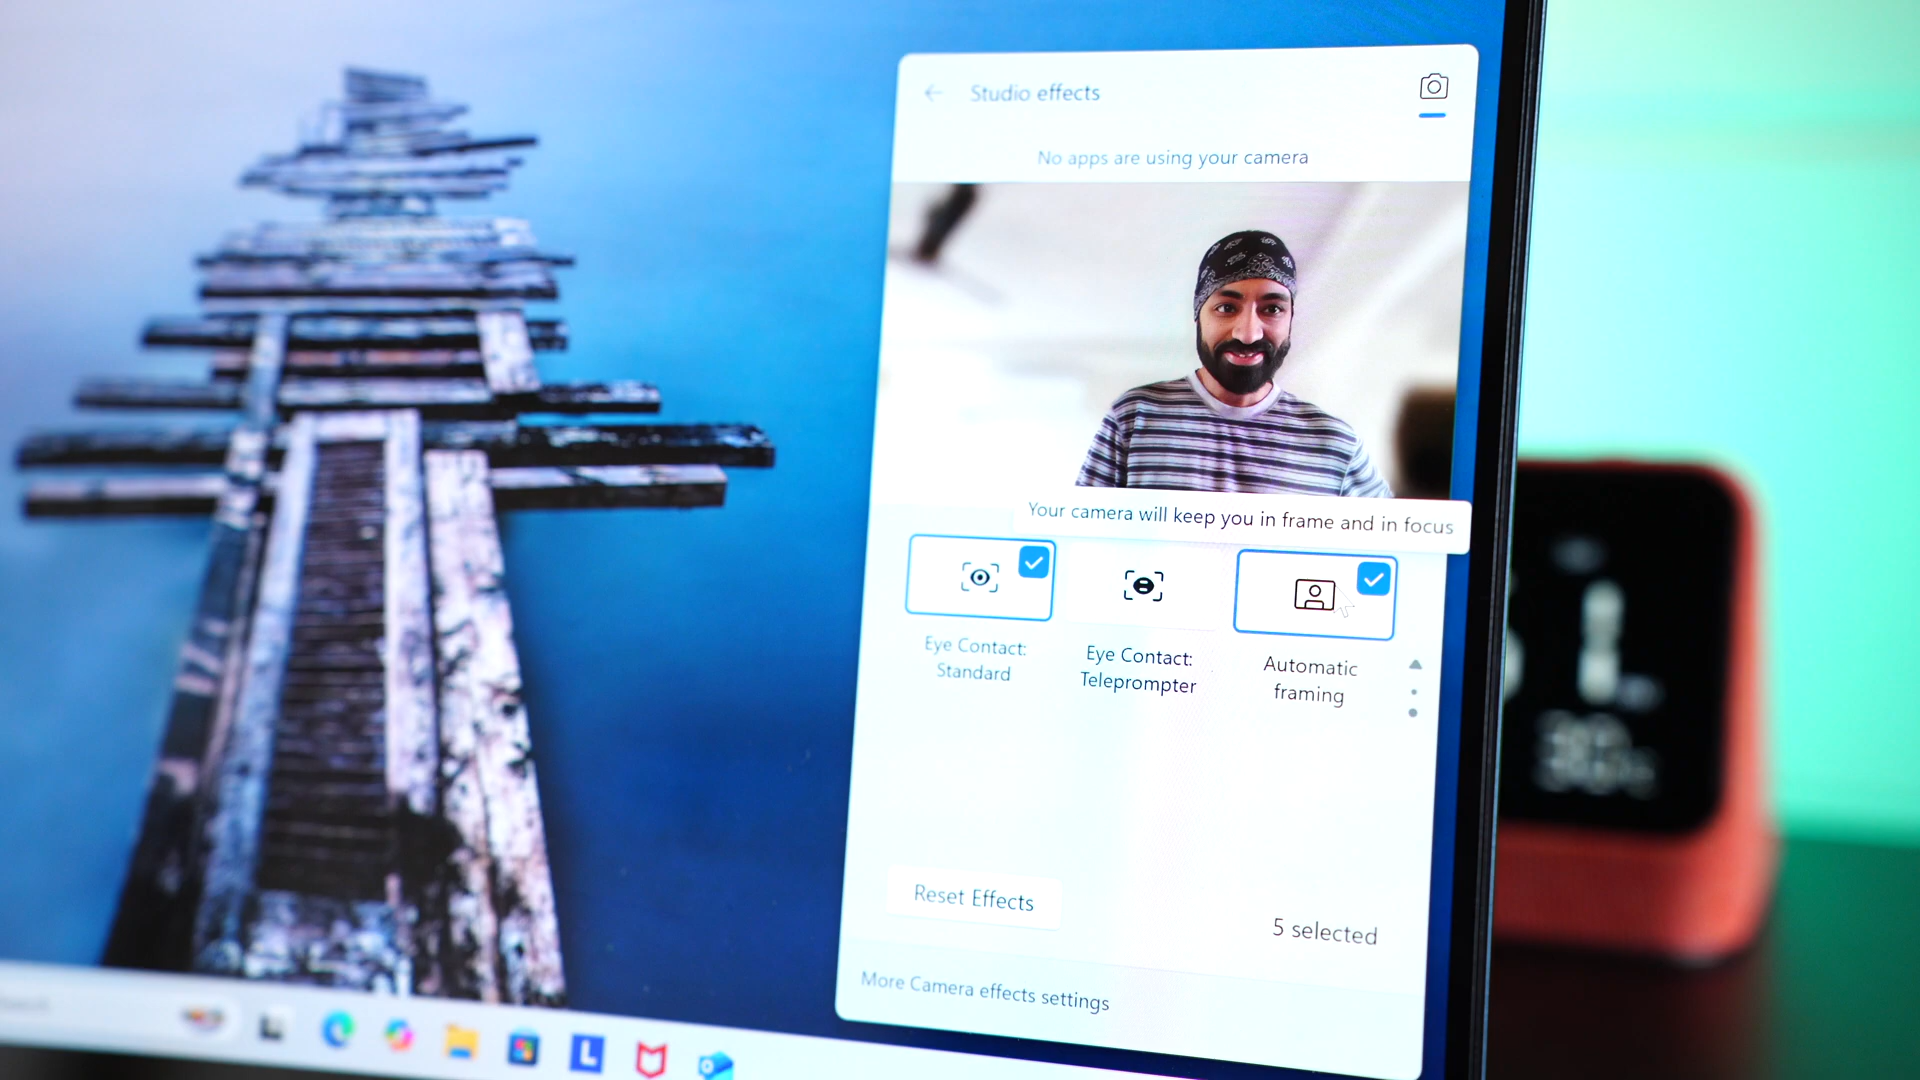 Studio effects
No apps are using your camera
Your camera will keep you in frame and in focus
Eye Contact:
Standard
Eye Contact:
Teleprompter
Automatic
framing
Reset Effects
5 selected
More Camera effects settings
L